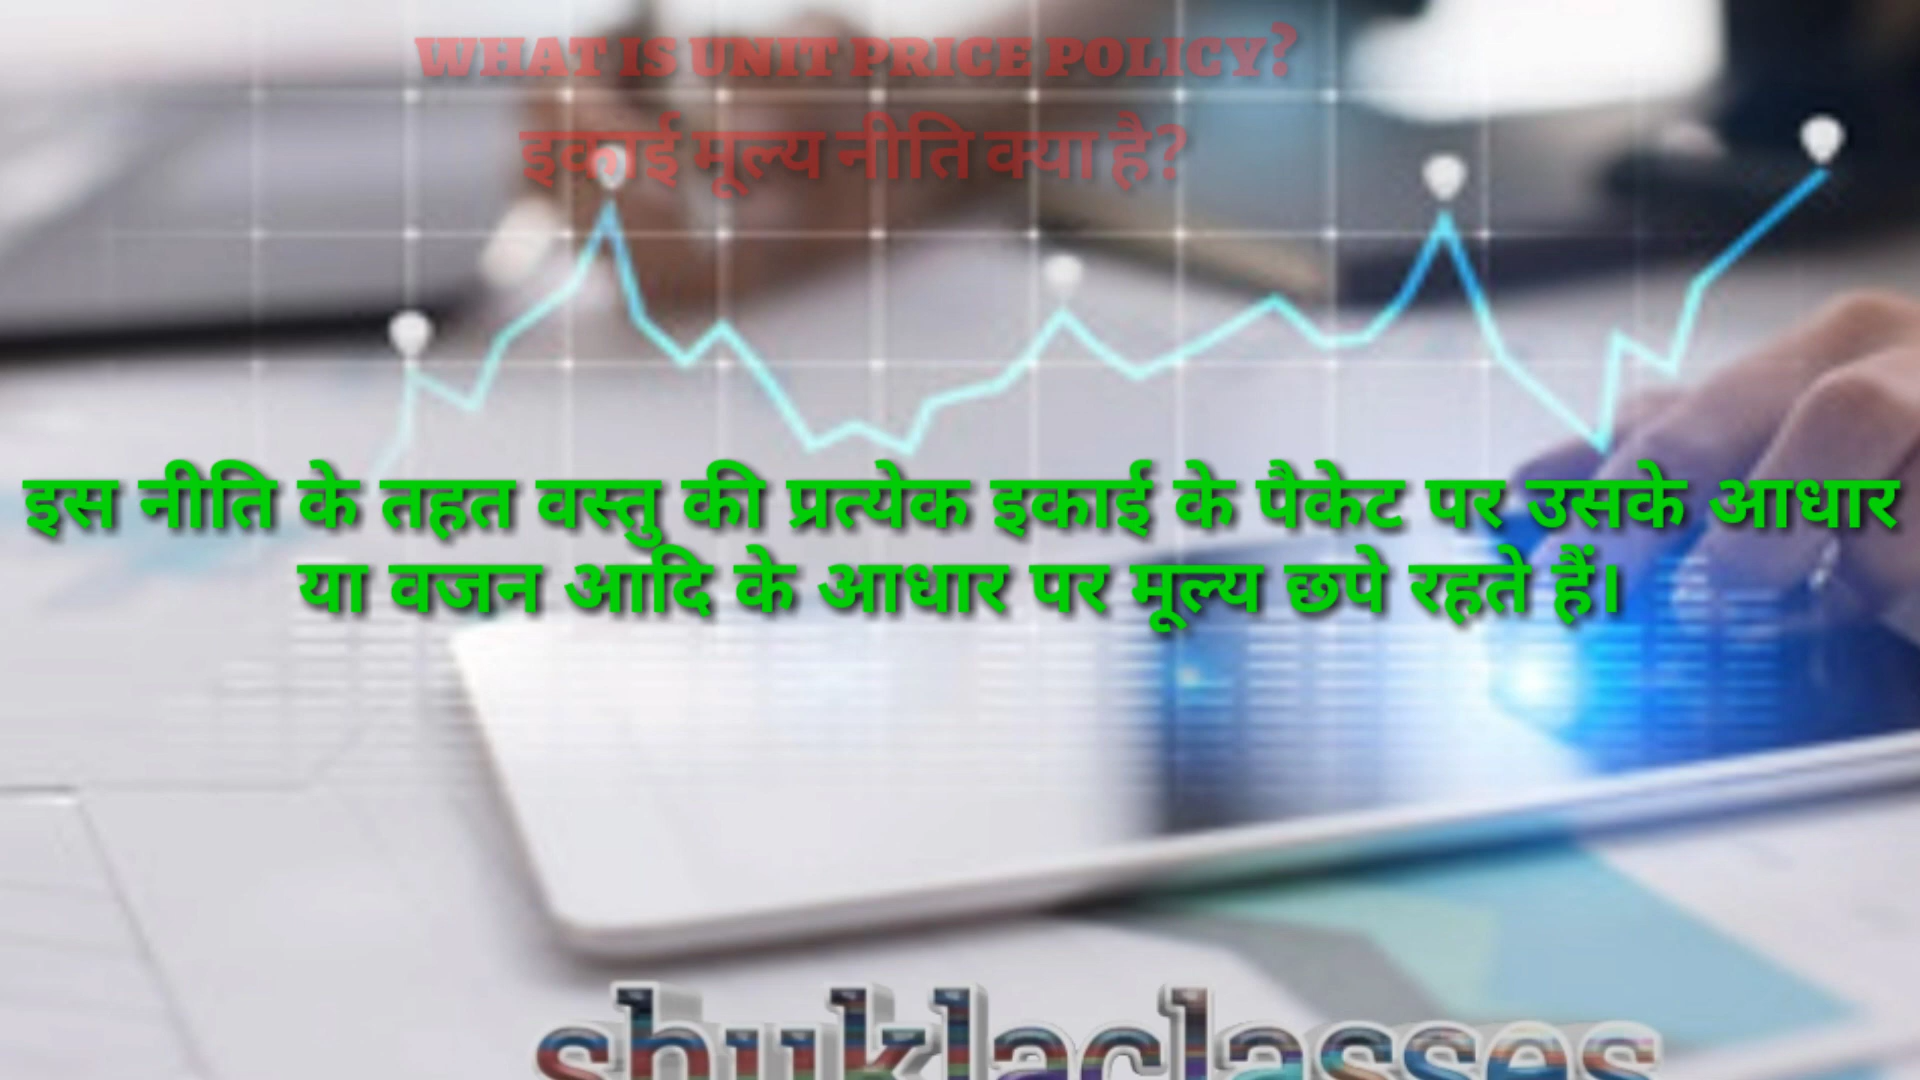 WHAT IS UNIT PRICE POLICY?
इकाई मूल्य नीति क्या है?
इस नीति के तहत वस्तु की प्रत्येक इकाई के पैकेट पर उसके आधार
या वजन आदि के आधार पर मूल्य छपे रहते हैं।
shuklaclasses